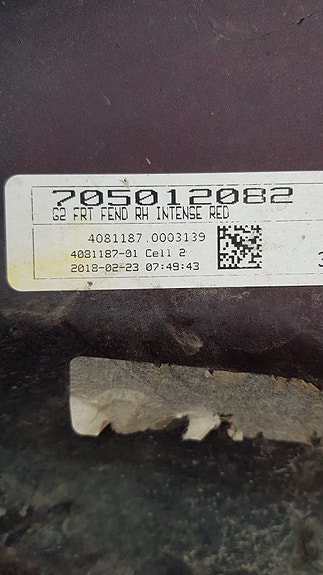 705012082
G2 FRT FEND RH INTENSE RED
4081187.0003139
4081187-01 Cell 2
2018-02-23 07:49:43